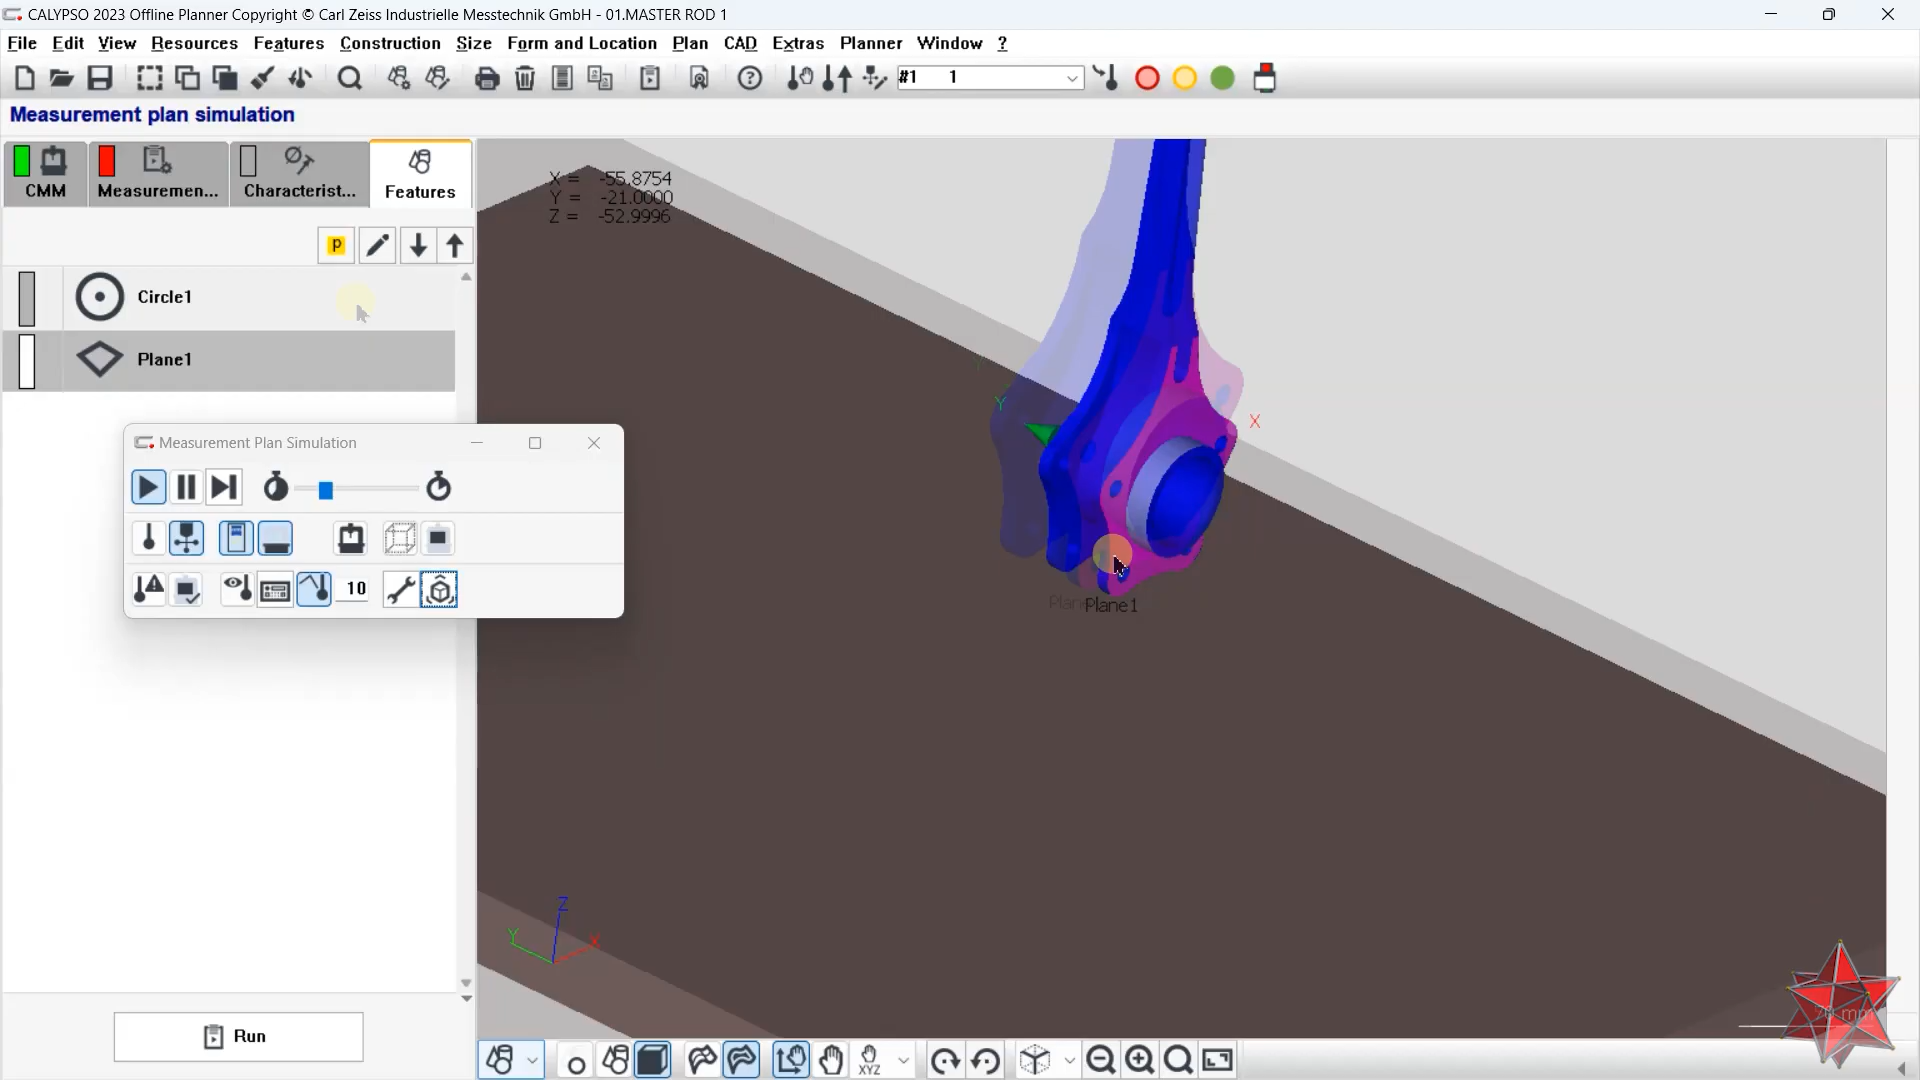 CALYPSO 2023 Offline Planner Copyright © Carl Zeiss Industrielle Messtechnik GmbH - 01.MASTER ROD 1
File Edit View Resources Features Construction Size Form and Location Plan CAD Extras Planner Window ?
#1 1
Measurement plan simulation
CMM Measuremen... Characterist... Features
X = -55.8754
Y = -21.0000
Z = -52.9996
p
Circle1
Plane1
Measurement Plan Simulation
10
Y
X
Plane1
Z
Y
X
mm
Run
XYZ